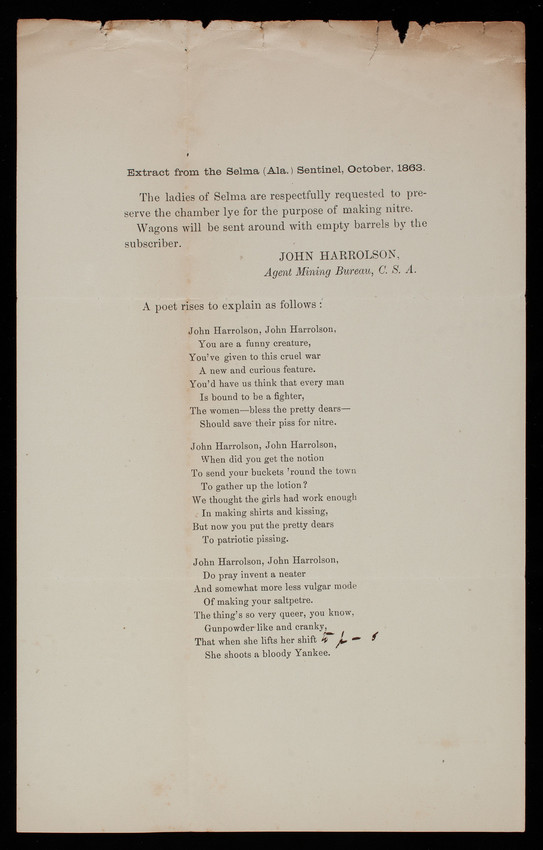 Extract from the Selma (Ala.) Sentinel, October, 1863.
The ladies of Selma are respectfully requested to pre-
serve the chamber lye for the purpose of making nitre.
Wagons will be sent around with empty barrels by the
subscriber.
JOHN HARROLSON,
Agent Mining Bureau, C. S. A.
A poet rises to explain as follows:
John Harrolson, John Harrolson,
You are a funny creature,
You've given to this cruel war
A new and curious feature.
You'd have us think that every man
Is bound to be a fighter,
The women—bless the pretty dears—
Should save their piss for nitre.
John Harrolson, John Harrolson,
When did you get the notion
To send your buckets 'round the town
To gather up the lotion?
We thought the girls had work enough
In making shirts and kissing,
But now you put the pretty dears
To patriotic pissing.
John Harrolson, John Harrolson,
Do pray invent a neater
And somewhat more less vulgar mode
Of making your saltpetre.
The thing's so very queer, you know,
Gunpowder-like and cranky,
That when she lifts her shift
She shoots a bloody Yankee.